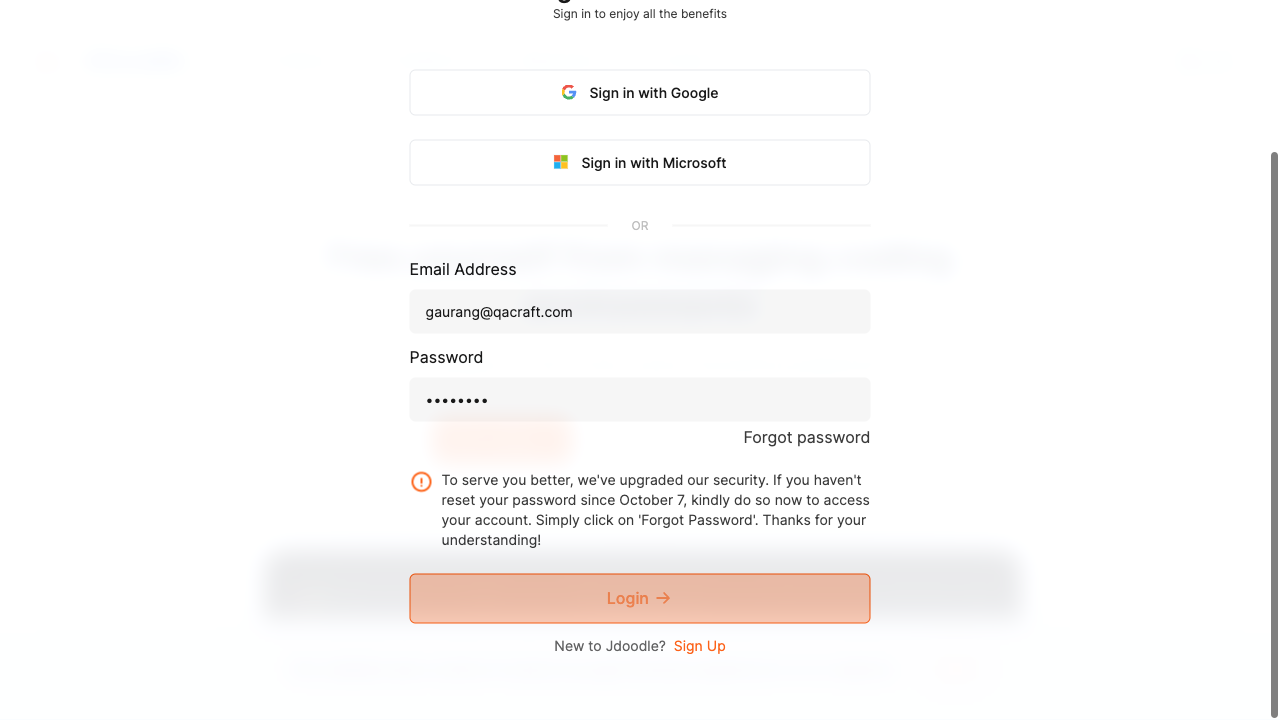 Sign in to enjoy all the benefits
Sign in with Google
Sign in with Microsoft
OR
Email Address
gaurang@qacraft.com
Password
••••••••
Forgot password
To serve you better, we've upgraded our security. If you haven't
reset your password since October 7, kindly do so now to access
your account. Simply click on 'Forgot Password'. Thanks for your
understanding!
Login →
New to Jdoodle? Sign Up